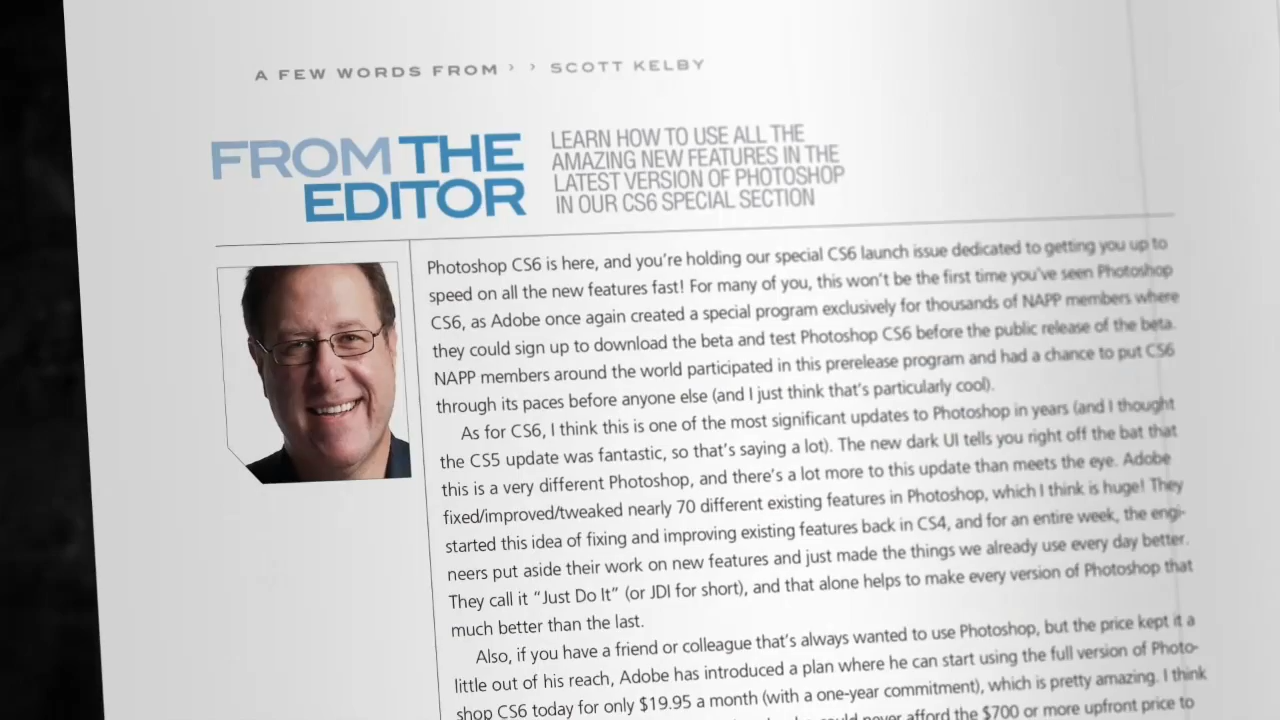 A FEW WORDS FROM › › SCOTT KELBY
FROM THE
EDITOR
LEARN HOW TO USE ALL THE
AMAZING NEW FEATURES IN THE
LATEST VERSION OF PHOTOSHOP
IN OUR CS6 SPECIAL SECTION
Photoshop CS6 is here, and you're holding our special CS6 launch issue dedicated to getting you up to
speed on all the new features fast! For many of you, this won't be the first time you've seen Photoshop
CS6, as Adobe once again created a special program exclusively for thousands of NAPP members where
they could sign up to download the beta and test Photoshop CS6 before the public release of the beta.
NAPP members around the world participated in this prerelease program and had a chance to put CS6
through its paces before anyone else (and I just think that's particularly cool).
As for CS6, I think this is one of the most significant updates to Photoshop in years (and I thought
the CS5 update was fantastic, so that's saying a lot). The new dark UI tells you right off the bat that
this is a very different Photoshop, and there's a lot more to this update than meets the eye. Adobe
fixed/improved/tweaked nearly 70 different existing features in Photoshop, which I think is huge! They
started this idea of fixing and improving existing features back in CS4, and for an entire week, the engi-
neers put aside their work on new features and just made the things we already use every day better.
They call it “Just Do It” (or JDI for short), and that alone helps to make every version of Photoshop that
much better than the last.
Also, if you have a friend or colleague that's always wanted to use Photoshop, but the price kept it a
little out of his reach, Adobe has introduced a plan where he can start using the full version of Photo-
shop CS6 today for only $19.95 a month (with a one-year commitment), which is pretty amazing. I think
never afford the $700 or more upfront price to